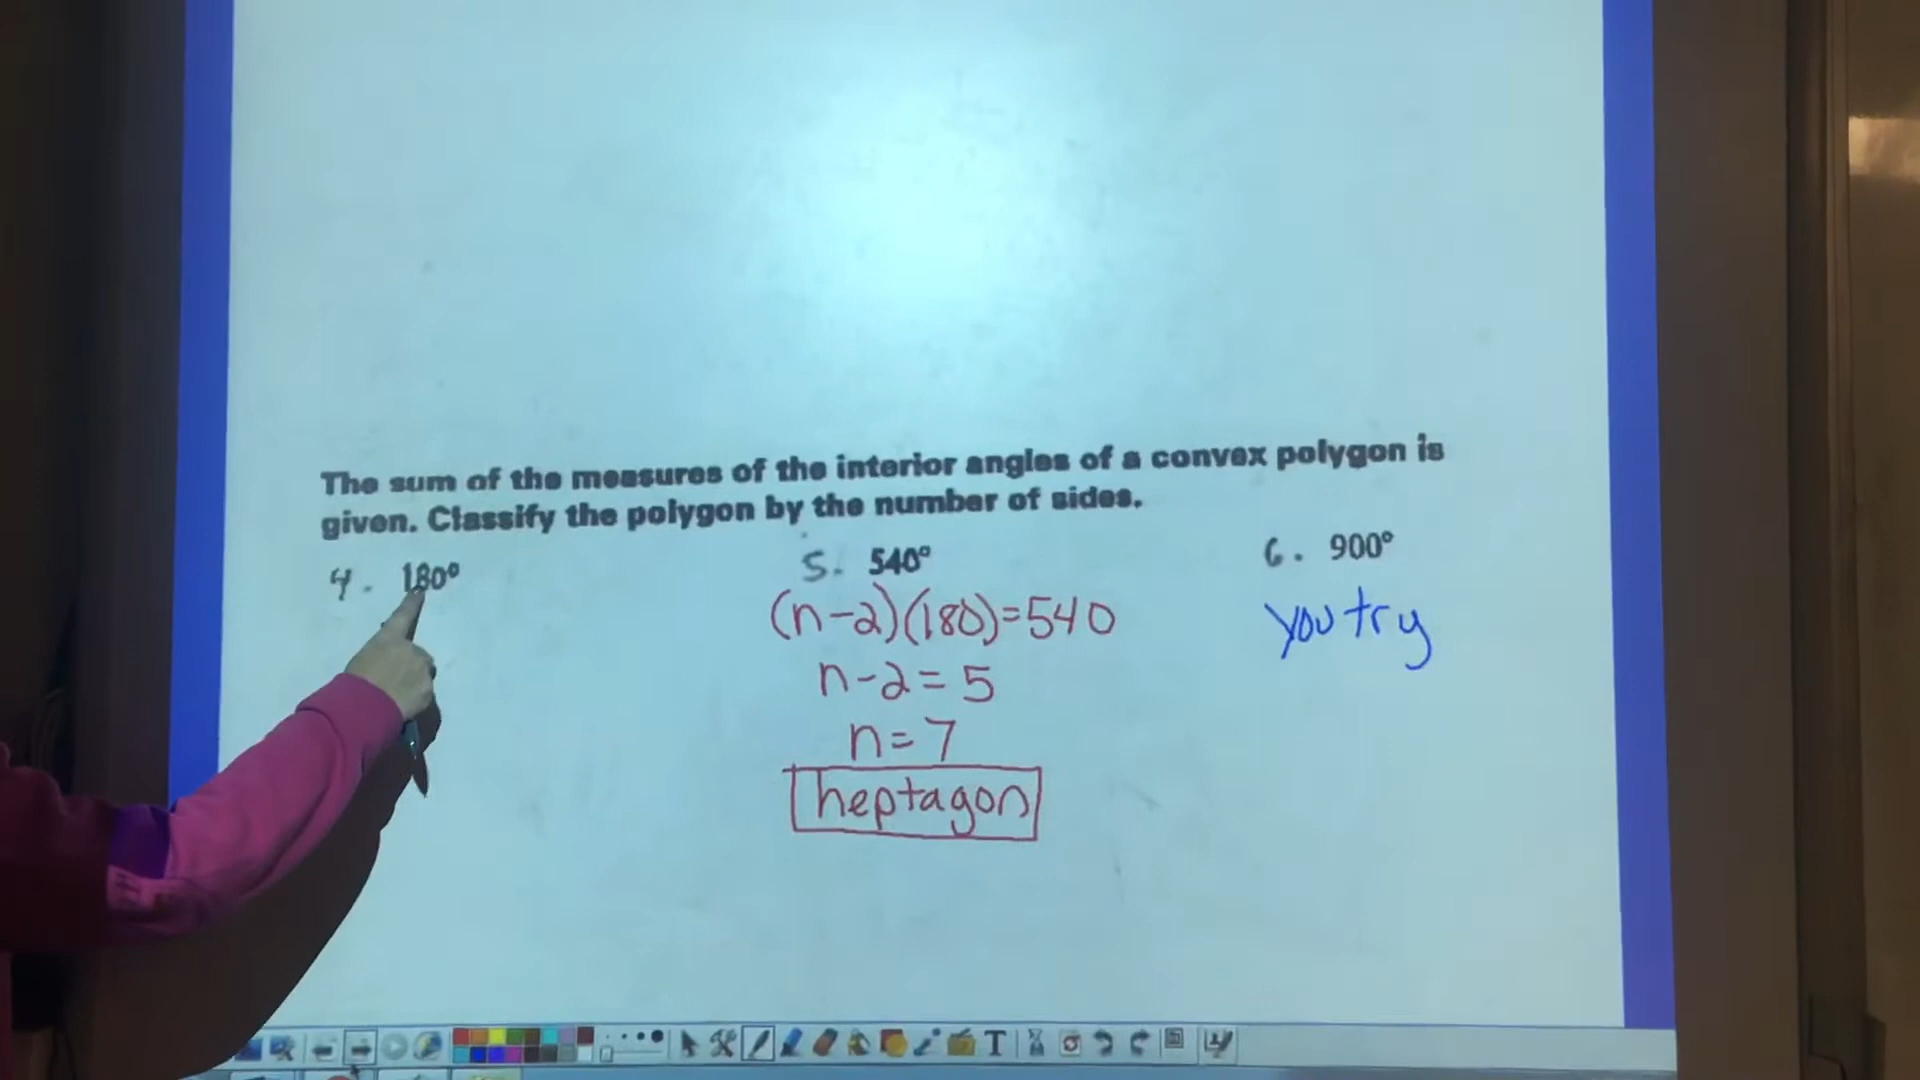 The sum of the measures of the interior angles of a convex polygon is
given. Classify the polygon by the number of sides.
4. 180°
5. 540°
(n-2)(180)=540
n-2=5
n=7
heptagon
6. 900°
you try
T